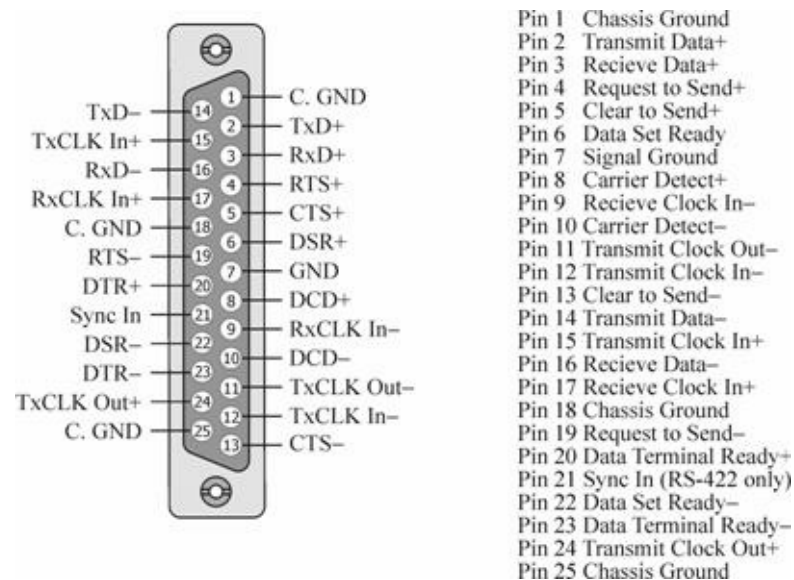 TxD–
TxCLK In+
RxD–
RxCLK In+
C. GND
RTS–
DTR+
Sync In
DSR–
DTR–
TxCLK Out+
C. GND
14
15
16
17
18
19
20
21
22
23
24
25
1
2
3
4
5
6
7
8
9
10
11
12
13
C. GND
TxD+
RxD+
RTS+
CTS+
DSR+
GND
DCD+
RxCLK In–
DCD–
TxCLK Out–
TxCLK In–
CTS–
Pin 1 Chassis Ground
Pin 2 Transmit Data+
Pin 3 Recieve Data+
Pin 4 Request to Send+
Pin 5 Clear to Send+
Pin 6 Data Set Ready
Pin 7 Signal Ground
Pin 8 Carrier Detect+
Pin 9 Recieve Clock In–
Pin 10 Carrier Detect–
Pin 11 Transmit Clock Out–
Pin 12 Transmit Clock In–
Pin 13 Clear to Send–
Pin 14 Transmit Data–
Pin 15 Transmit Clock In+
Pin 16 Recieve Data–
Pin 17 Recieve Clock In+
Pin 18 Chassis Ground
Pin 19 Request to Send–
Pin 20 Data Terminal Ready+
Pin 21 Sync In (RS-422 only)
Pin 22 Data Set Ready–
Pin 23 Data Terminal Ready–
Pin 24 Transmit Clock Out+
Pin 25 Chassis Ground